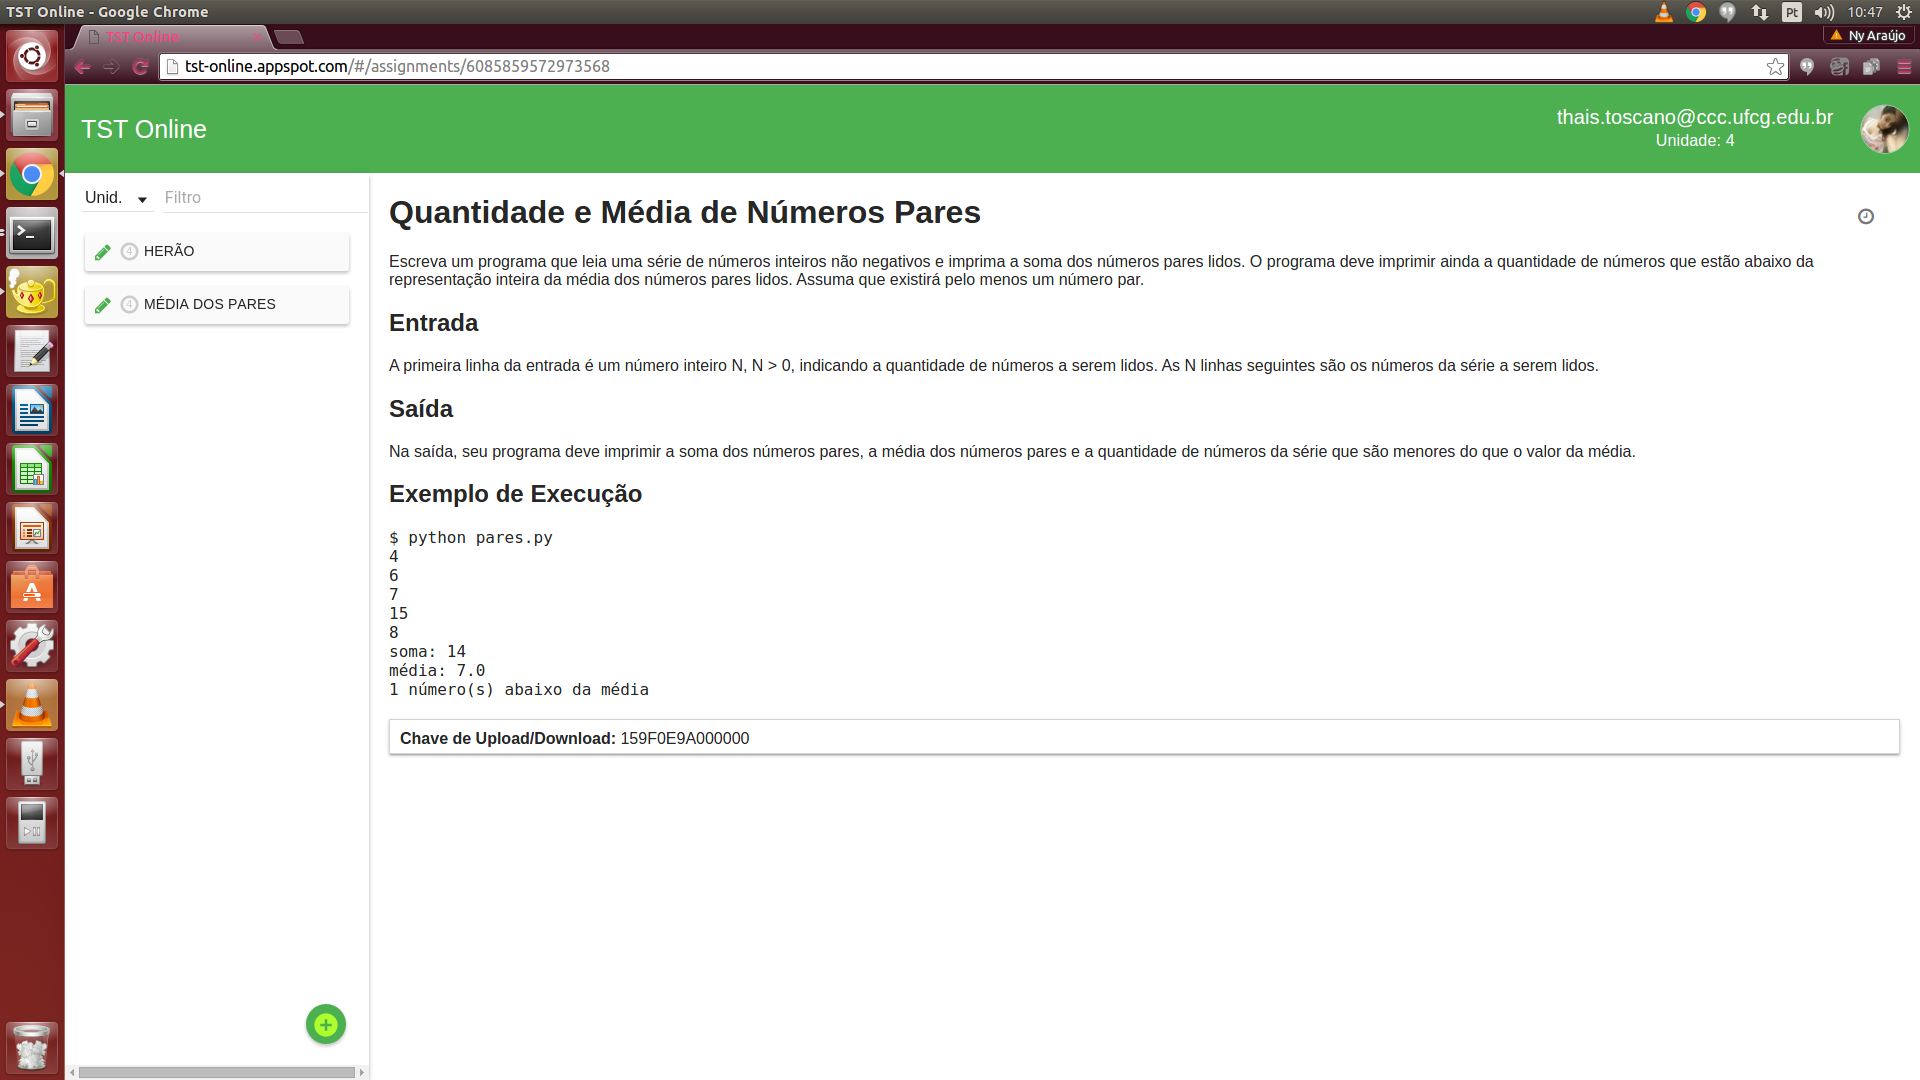 TST Online - Google Chrome
Pt
10:47
TST Online
Ny Araújo
tst-online.appspot.com/#/assignments/6085859572973568
TST Online
thais.toscano@ccc.ufcg.edu.br
Unidade: 4
Unid.
Filtro
4 HERÃO
4 MÉDIA DOS PARES
Quantidade e Média de Números Pares
Escreva um programa que leia uma série de números inteiros não negativos e imprima a soma dos números pares lidos. O programa deve imprimir ainda a quantidade de números que estão abaixo da
representação inteira da média dos números pares lidos. Assuma que existirá pelo menos um número par.
Entrada
A primeira linha da entrada é um número inteiro N, N > 0, indicando a quantidade de números a serem lidos. As N linhas seguintes são os números da série a serem lidos.
Saída
Na saída, seu programa deve imprimir a soma dos números pares, a média dos números pares e a quantidade de números da série que são menores do que o valor da média.
Exemplo de Execução
$ python pares.py
4
6
7
15
8
soma: 14
média: 7.0
1 número(s) abaixo da média
Chave de Upload/Download: 159F0E9A000000